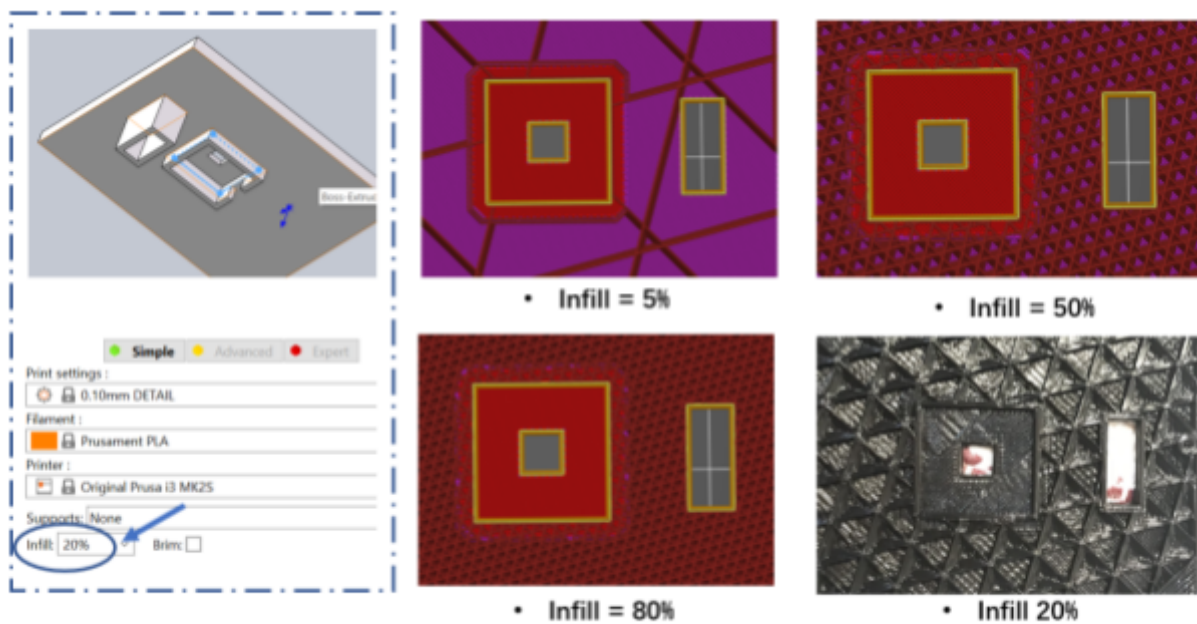 Boss-Extruc
Simple Advanced Expert
Print settings :
0.10mm DETAIL
Filament :
Prusament PLA
Printer :
Original Prusa i3 MK2S
Supports: None
Infill: 20% Brim:
• Infill = 5%
• Infill = 50%
• Infill = 80%
• Infill 20%